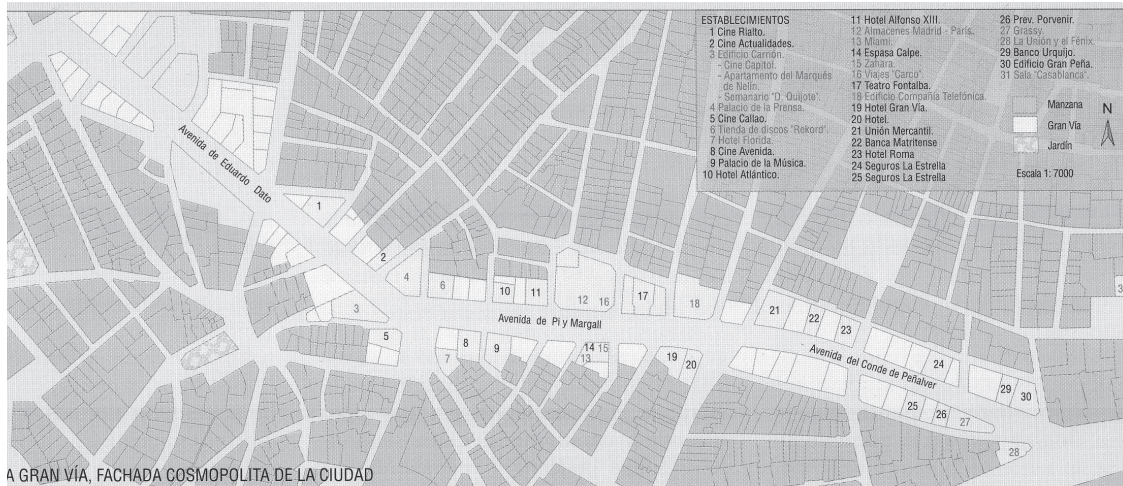 ESTABLECIMIENTOS
1 Cine Rialto.
2 Cine Actualidades.
3 Edificio Carrión.
- Cine Capitol.
- Apartamento del Marqués
de Nelín.
- Semanario "D. Quijote".
4 Palacio de la Prensa.
5 Cine Callao.
6 Tienda de discos "Rekord".
7 Hotel Florida.
8 Cine Avenida.
9 Palacio de la Música.
10 Hotel Atlántico.
11 Hotel Alfonso XIII.
12 Almacenes Madrid - París.
13 Miami.
14 Espasa Calpe.
15 Zahara.
16 Viajes "Carco".
17 Teatro Fontalba.
18 Edificio Compañía Telefónica.
19 Hotel Gran Vía.
20 Hotel.
21 Unión Mercantil.
22 Banca Matritense
23 Hotel Roma
24 Seguros La Estrella
25 Seguros La Estrella
26 Prev. Porvenir.
27 Grassy.
28 La Unión y el Fénix.
29 Banco Urquijo.
30 Edificio Gran Peña.
31 Sala "Casablanca".
Manzana
Gran Vía
Jardín
N
Escala 1: 7000
Avenida de Eduardo Dato
1
2
3
4
5
6
10
11
12
16
17
18
Avenida de Pi y Margall
7
8
9
14
15
13
19
20
21
22
23
24
Avenida del Conde de Peñalver
25
26
27
29
30
28
3
A GRAN VÍA, FACHADA COSMOPOLITA DE LA CIUDAD